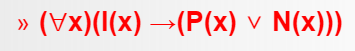 » (∀x)(I(x) →(P(x) ∨ N(x)))